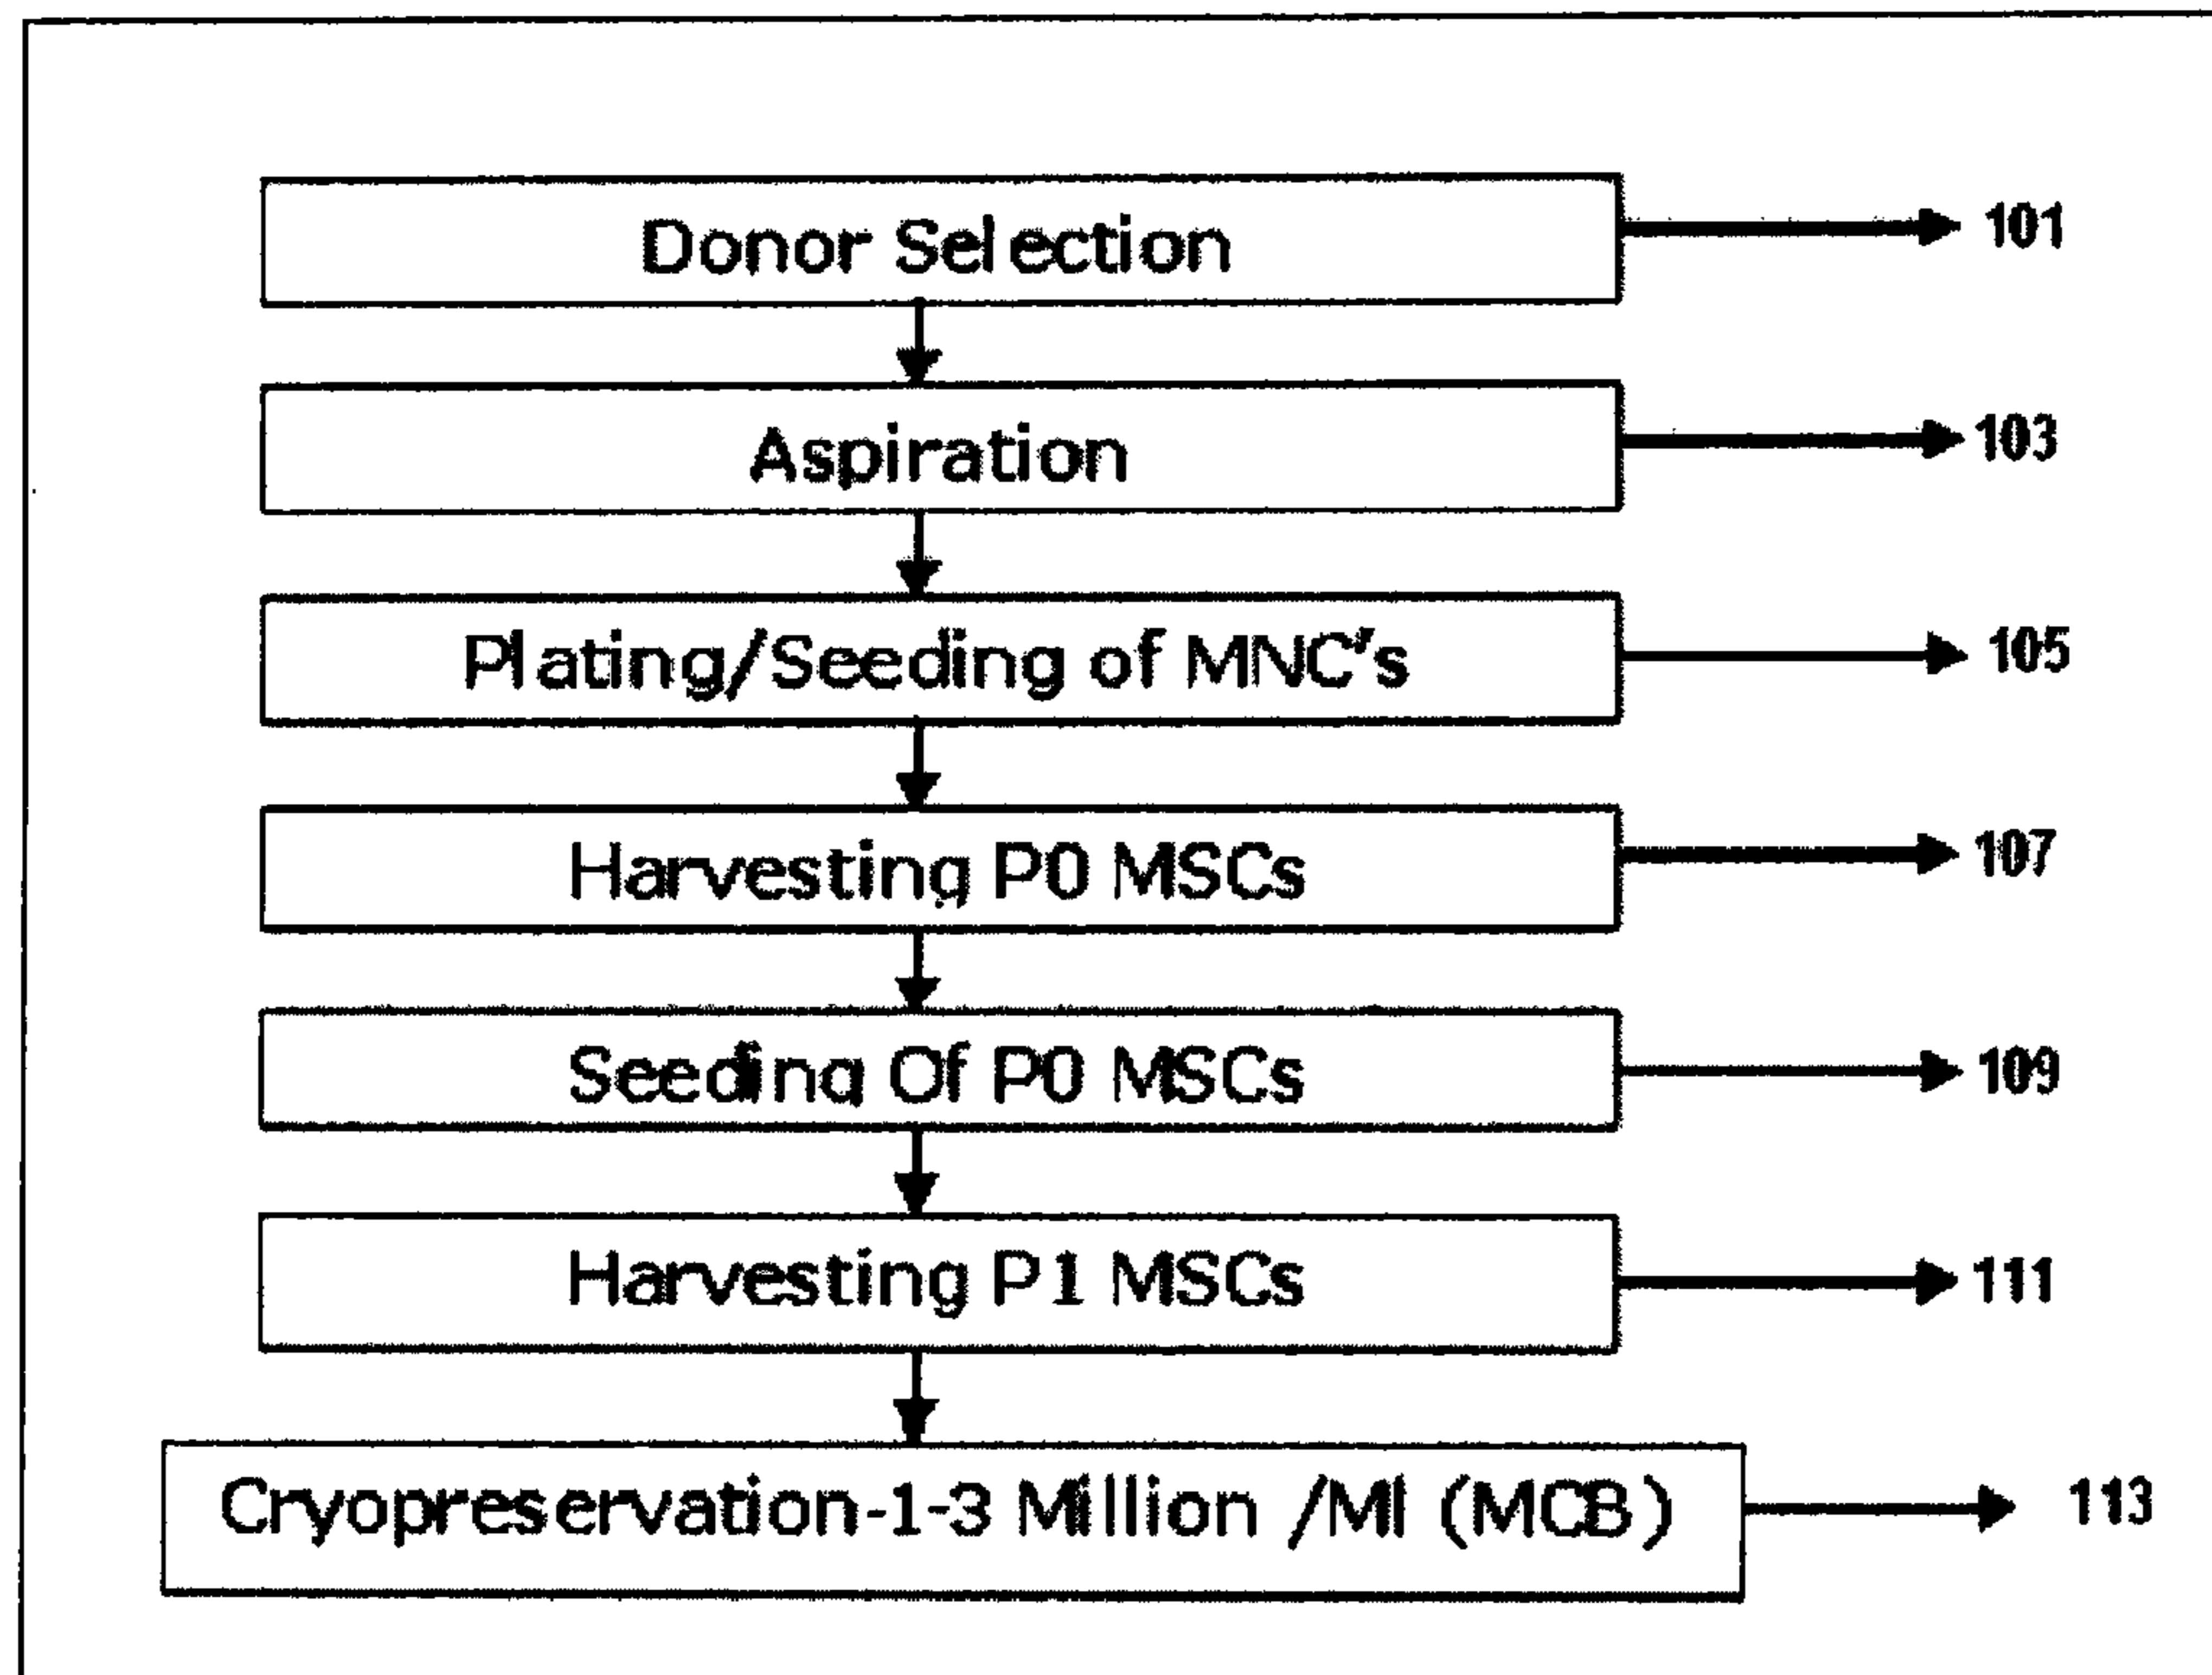 Donor Selection 101
Aspiration 103
Plating/Seeding of MNC's 105
Harvesting P0 MSCs 107
Seeding Of P0 MSCs 109
Harvesting P1 MSCs 111
Cryopreservation-1-3 Million /Ml (MCB) 113